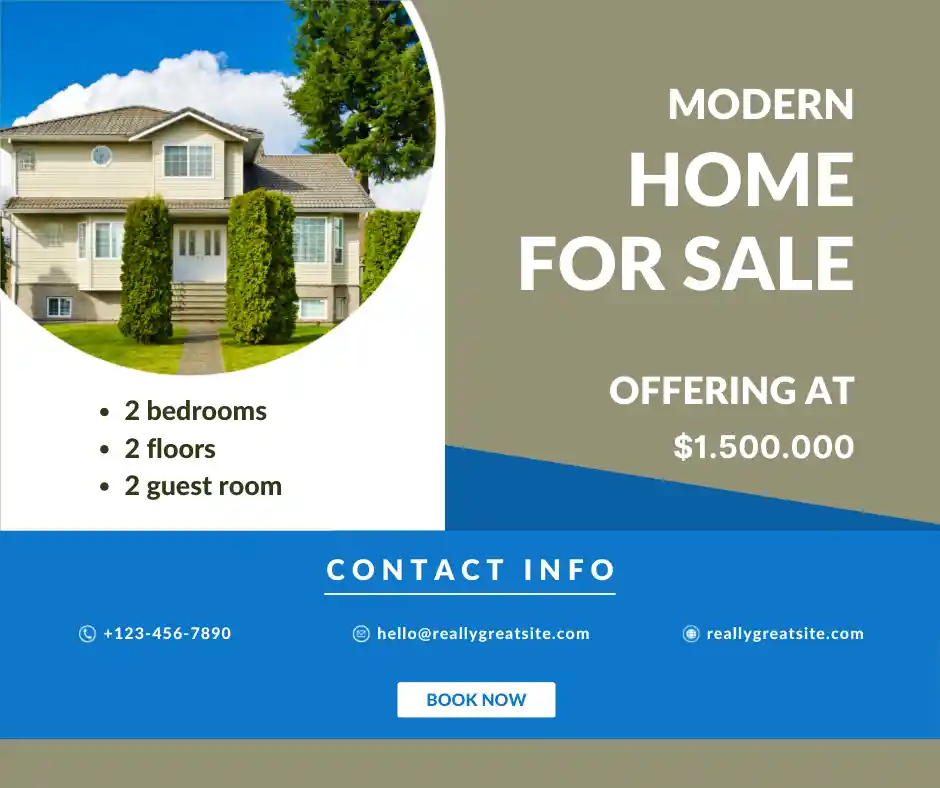 MODERN
HOME
FOR SALE
OFFERING AT
$1.500.000
• 2 bedrooms
• 2 floors
• 2 guest room
CONTACT INFO
+123-456-7890
hello@reallygreatsite.com
reallygreatsite.com
BOOK NOW